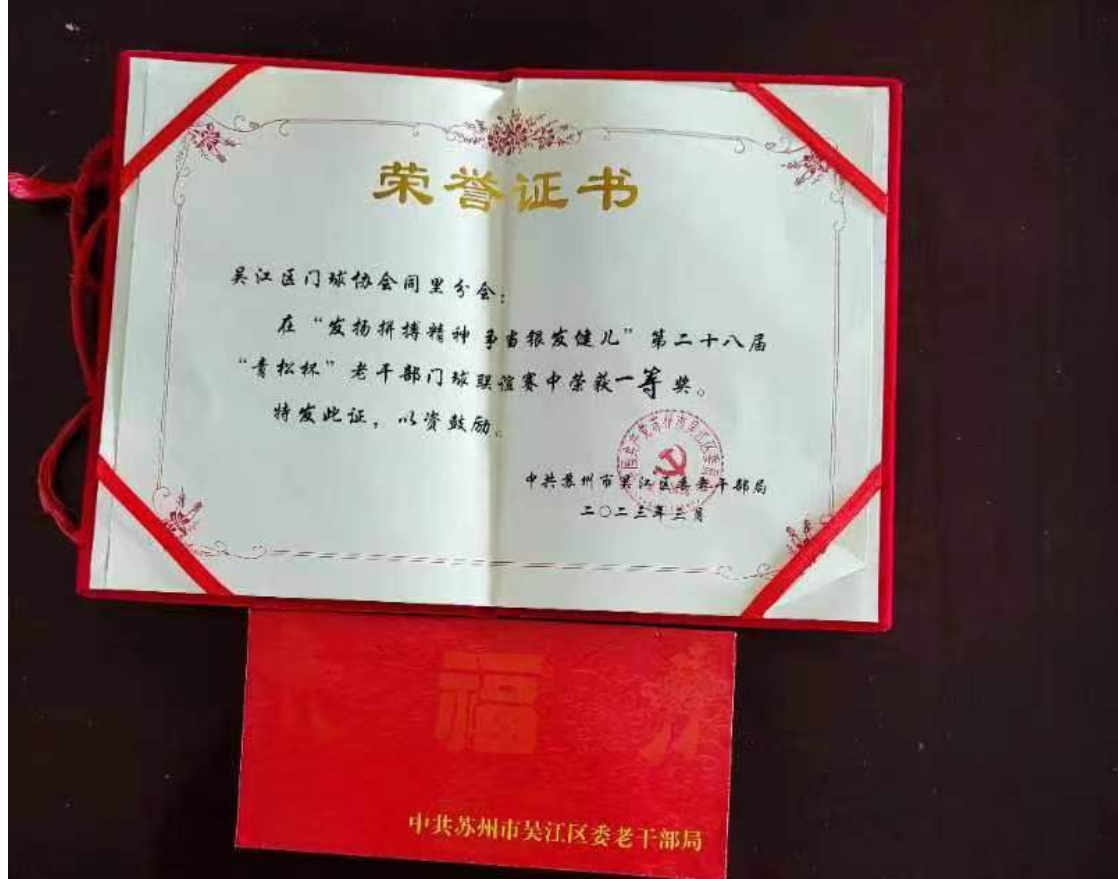 荣誉证书
吴江区门球协会同里分会：
在“发扬拼搏精神 争当银发健儿”第二十八届
“青松杯”老干部门球联谊赛中荣获一等奖。
特发此证，以资鼓励。
中共苏州市吴江区委老干部局
二〇二三年三月
福
中共苏州市吴江区委老干部局